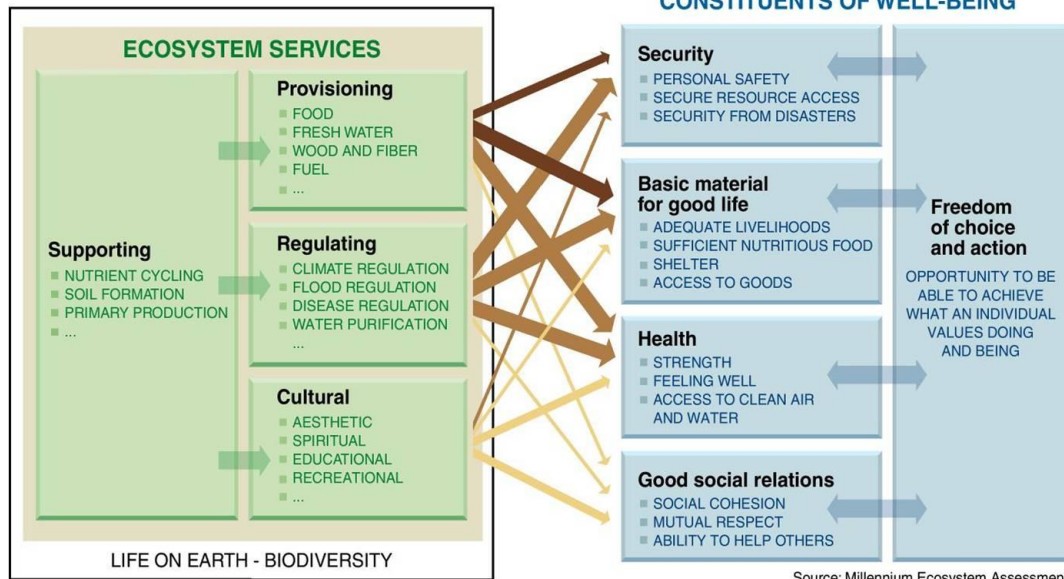 CONSTITUENTS OF WELL-BEING
ECOSYSTEM SERVICES
Supporting
NUTRIENT CYCLING
SOIL FORMATION
PRIMARY PRODUCTION
...
Provisioning
FOOD
FRESH WATER
WOOD AND FIBER
FUEL
...
Regulating
CLIMATE REGULATION
FLOOD REGULATION
DISEASE REGULATION
WATER PURIFICATION
...
Cultural
AESTHETIC
SPIRITUAL
EDUCATIONAL
RECREATIONAL
...
LIFE ON EARTH - BIODIVERSITY
Security
PERSONAL SAFETY
SECURE RESOURCE ACCESS
SECURITY FROM DISASTERS
Basic material
for good life
ADEQUATE LIVELIHOODS
SUFFICIENT NUTRITIOUS FOOD
SHELTER
ACCESS TO GOODS
Health
STRENGTH
FEELING WELL
ACCESS TO CLEAN AIR
AND WATER
Good social relations
SOCIAL COHESION
MUTUAL RESPECT
ABILITY TO HELP OTHERS
Freedom
of choice
and action
OPPORTUNITY TO BE
ABLE TO ACHIEVE
WHAT AN INDIVIDUAL
VALUES DOING
AND BEING
Source: Millennium Ecosystem Assessment